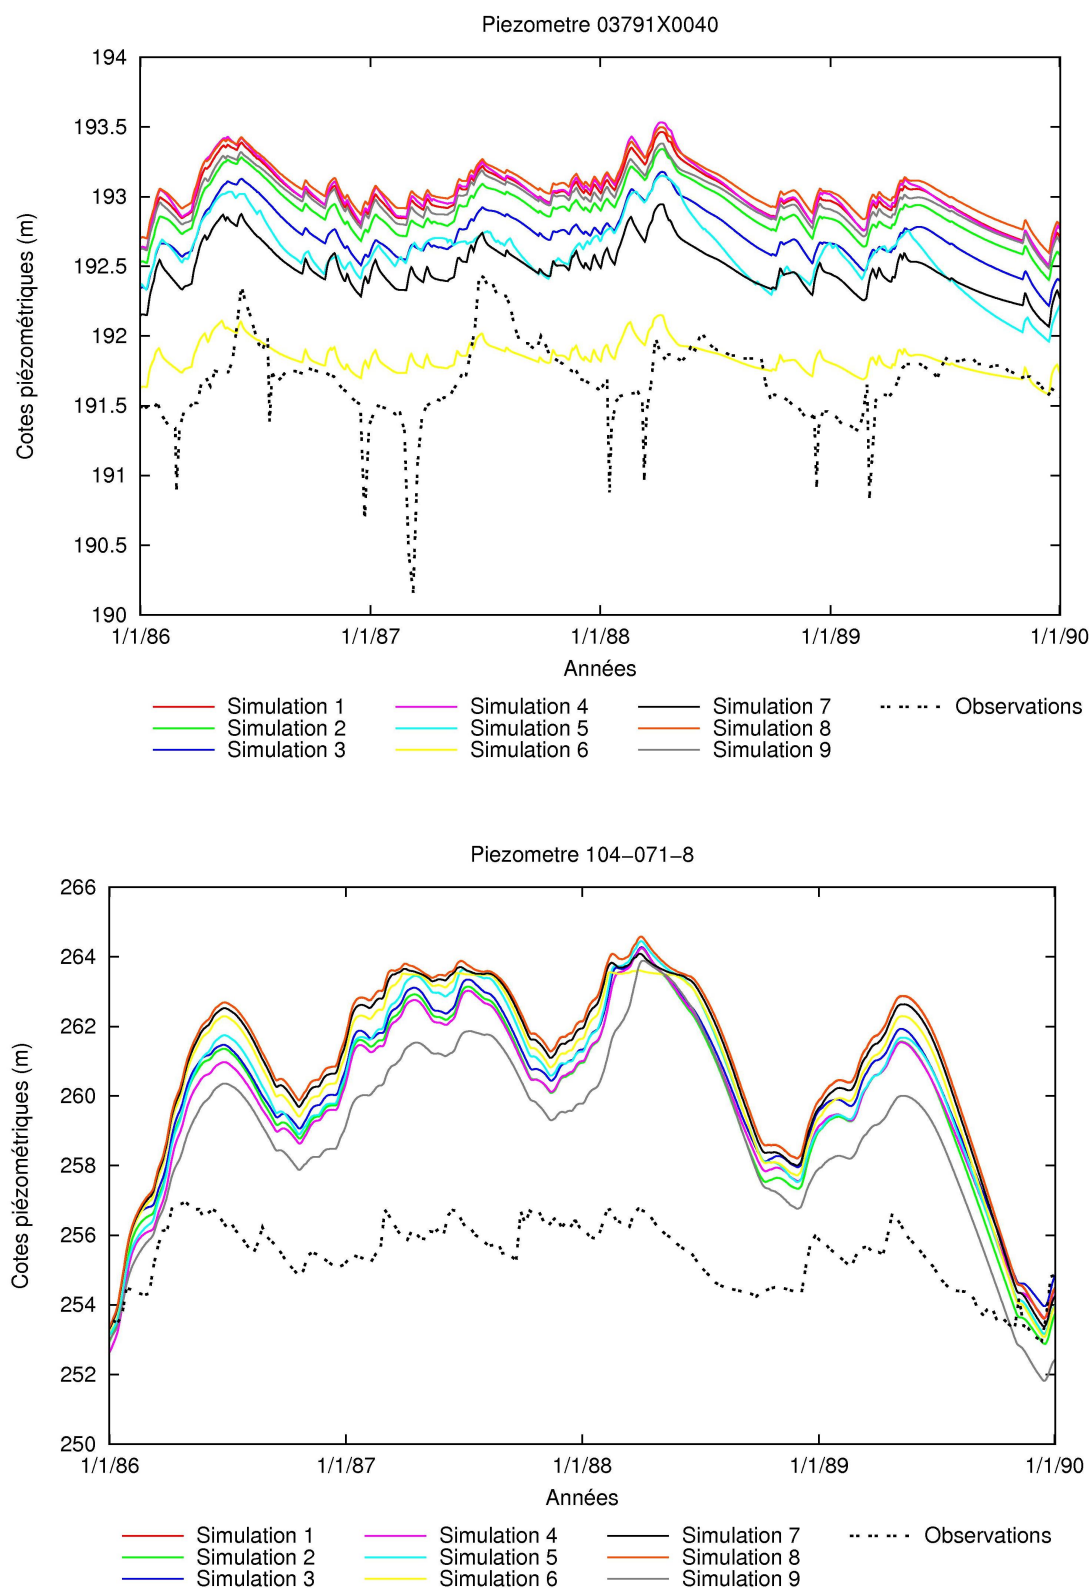 Piezometre 03791X0040
194
193.5
193
192.5
192
191.5
191
190.5
190
Cotes piézométriques (m)
1/1/86 1/1/87 1/1/88 1/1/89 1/1/90
Années
Simulation 1 Simulation 4 Simulation 7 Observations
Simulation 2 Simulation 5 Simulation 8
Simulation 3 Simulation 6 Simulation 9
Piezometre 104−071−8
266
264
262
260
258
256
254
252
250
Cotes piézométriques (m)
1/1/86 1/1/87 1/1/88 1/1/89 1/1/90
Années
Simulation 1 Simulation 4 Simulation 7 Observations
Simulation 2 Simulation 5 Simulation 8
Simulation 3 Simulation 6 Simulation 9